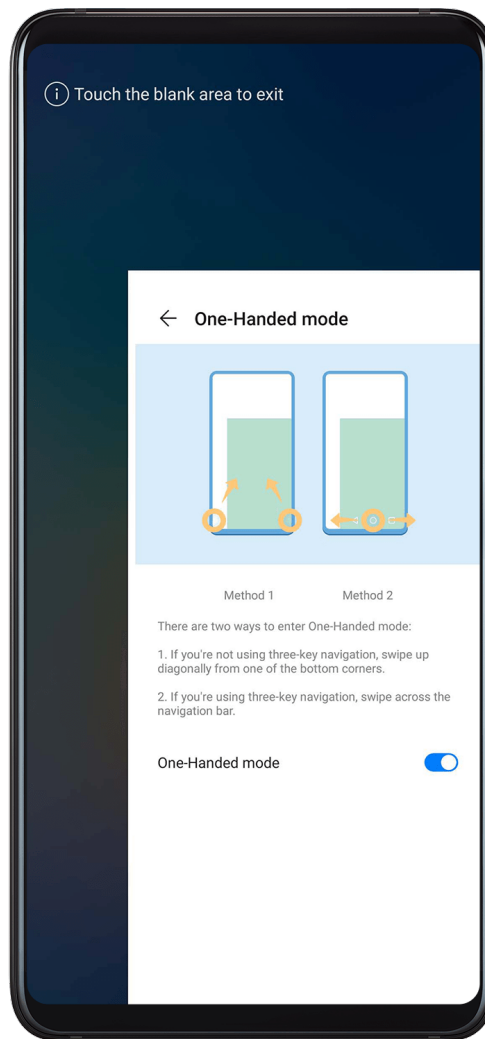 Touch the blank area to exit
One-Handed mode
Method 1 Method 2
There are two ways to enter One-Handed mode:
1. If you're not using three-key navigation, swipe up
diagonally from one of the bottom corners.
2. If you're using three-key navigation, swipe across the
navigation bar.
One-Handed mode